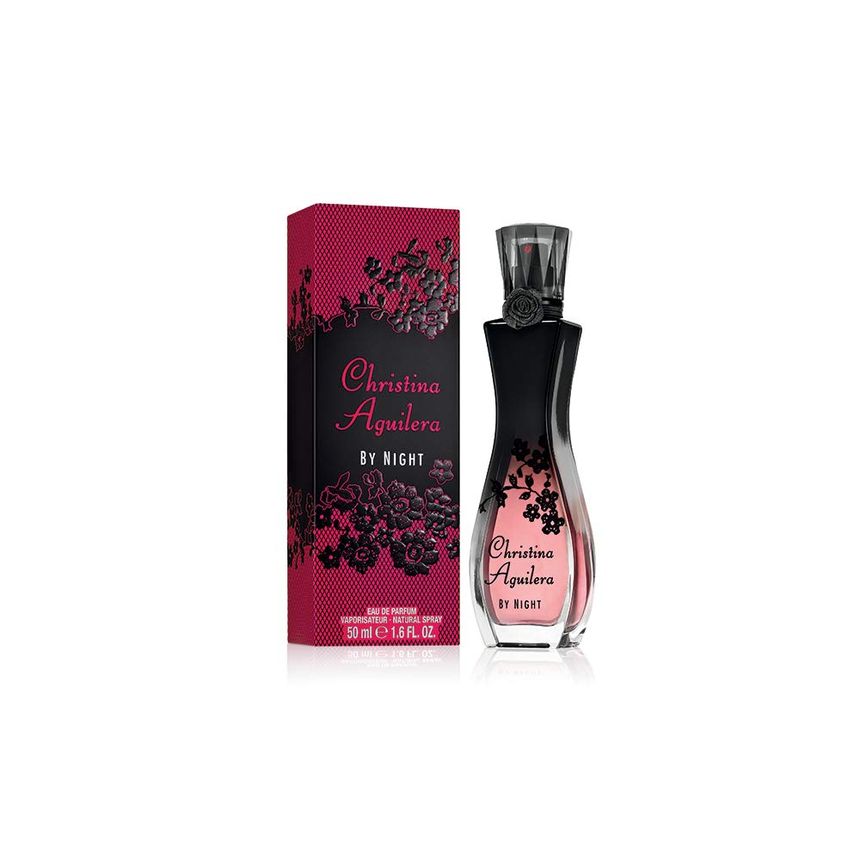 Christina
Aguilera
BY NIGHT
EAU DE PARFUM
VAPORISATEUR - NATURAL SPRAY
50 ml ℮ 1.6 FL. OZ.
Christina
Aguilera
BY NIGHT